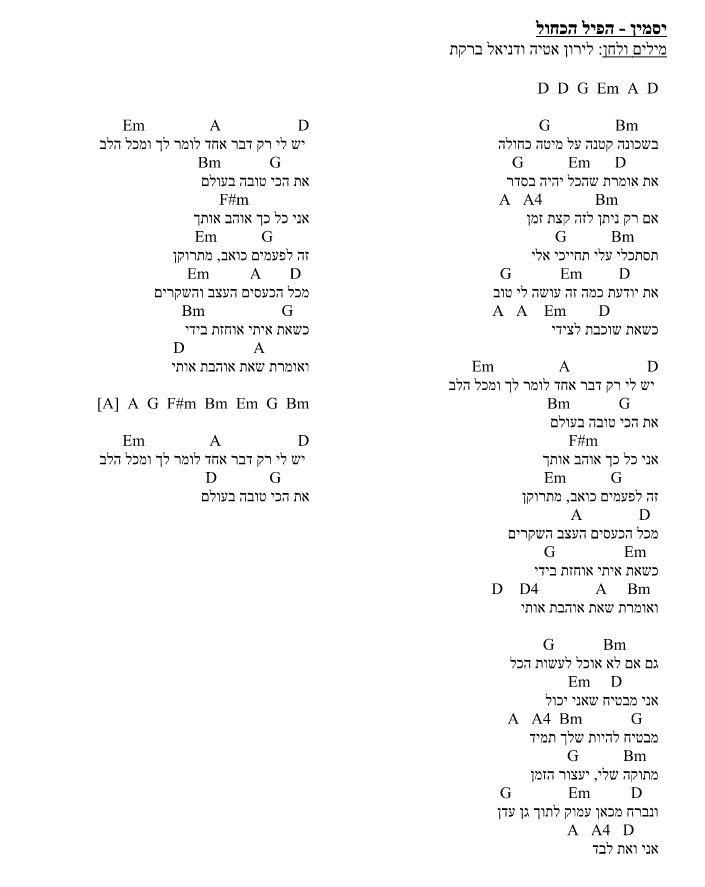 יסמין - הפיל הכחול
מילים ולחן: לירון אטיה ודניאל ברקת
D D G Em A D
G Bm
בשכונה קטנה על מיטה כחולה
G Em D
את אומרת שהכל יהיה בסדר
A A4 Bm
אם רק ניתן לזה קצת זמן
G Bm
תסתכלי עלי תחייכי אלי
G Em D
את יודעת כמה זה עושה לי טוב
A A Em D
כשאת שוכבת לצידי
Em A D
יש לי רק דבר אחד לומר לך ומכל הלב
Bm G
את הכי טובה בעולם
F#m
אני כל כך אוהב אותך
Em G
זה לפעמים כואב, מתרוקן
A D
מכל הכעסים העצב השקרים
G Em
כשאת איתי אוחזת בידי
D D4 A Bm
ואומרת שאת אוהבת אותי
G Bm
גם אם לא אוכל לעשות הכל
Em D
אני מבטיח שאני יכול
A A4 Bm G
מבטיח להיות שלך תמיד
G Bm
מתוקה שלי, יעצור הזמן
G Em D
ונברח מכאן עמוק לתוך גן עדן
A A4 D
אני ואת לבד
Em A D
יש לי רק דבר אחד לומר לך ומכל הלב
Bm G
את הכי טובה בעולם
F#m
אני כל כך אוהב אותך
Em G
זה לפעמים כואב, מתרוקן
Em A D
מכל הכעסים העצב והשקרים
Bm G
כשאת איתי אוחזת בידי
D A
ואומרת שאת אוהבת אותי
[A] A G F#m Bm Em G Bm
Em A D
יש לי רק דבר אחד לומר לך ומכל הלב
D G
את הכי טובה בעולם